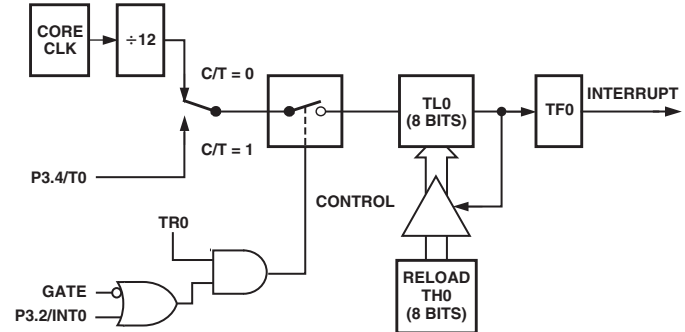 CORE
CLK
÷12
C/T = 0
C/T = 1
P3.4/T0
TL0
(8 BITS)
TF0
INTERRUPT
CONTROL
TR0
GATE
P3.2/INT0
RELOAD
TH0
(8 BITS)